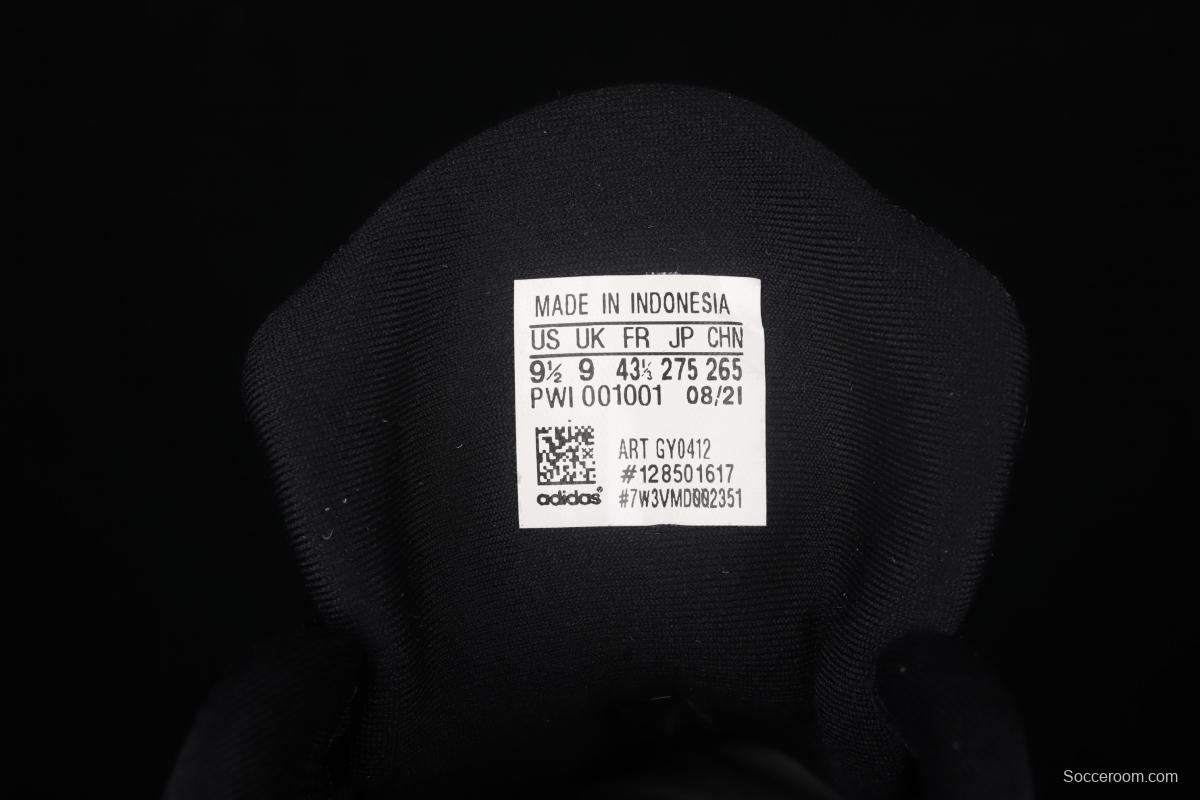 MADE IN INDONESIA
US UK FR JP CHN
9½ 9 43⅓ 275 265
PWI 001001 08/21
ART GY0412
#128501617
adidas® #7W3VMD002351
Socceroom.com